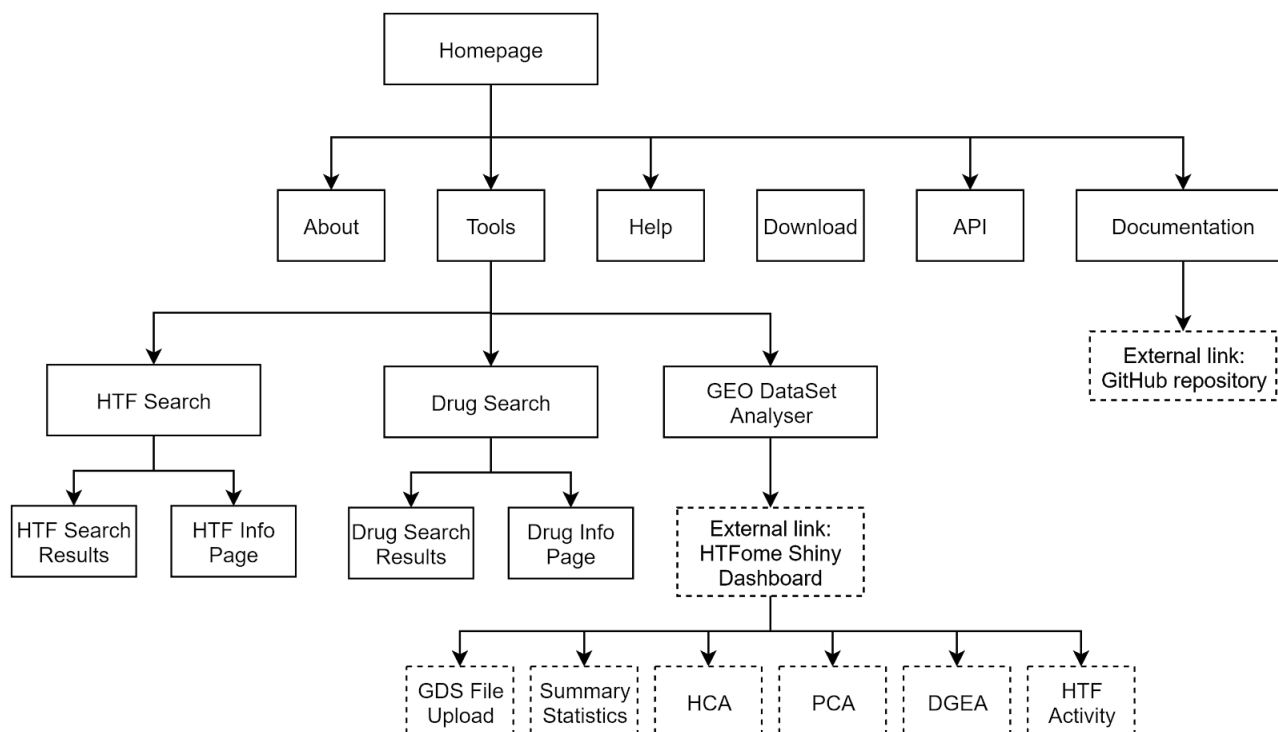 Homepage
About
Tools
Help
Download
API
Documentation
External link:
GitHub repository
HTF Search
Drug Search
GEO DataSet
Analyser
HTF Search
Results
HTF Info
Page
Drug Search
Results
Drug Info
Page
External link:
HTFome Shiny
Dashboard
GDS File
Upload
Summary
Statistics
HCA
PCA
DGEA
HTF
Activity